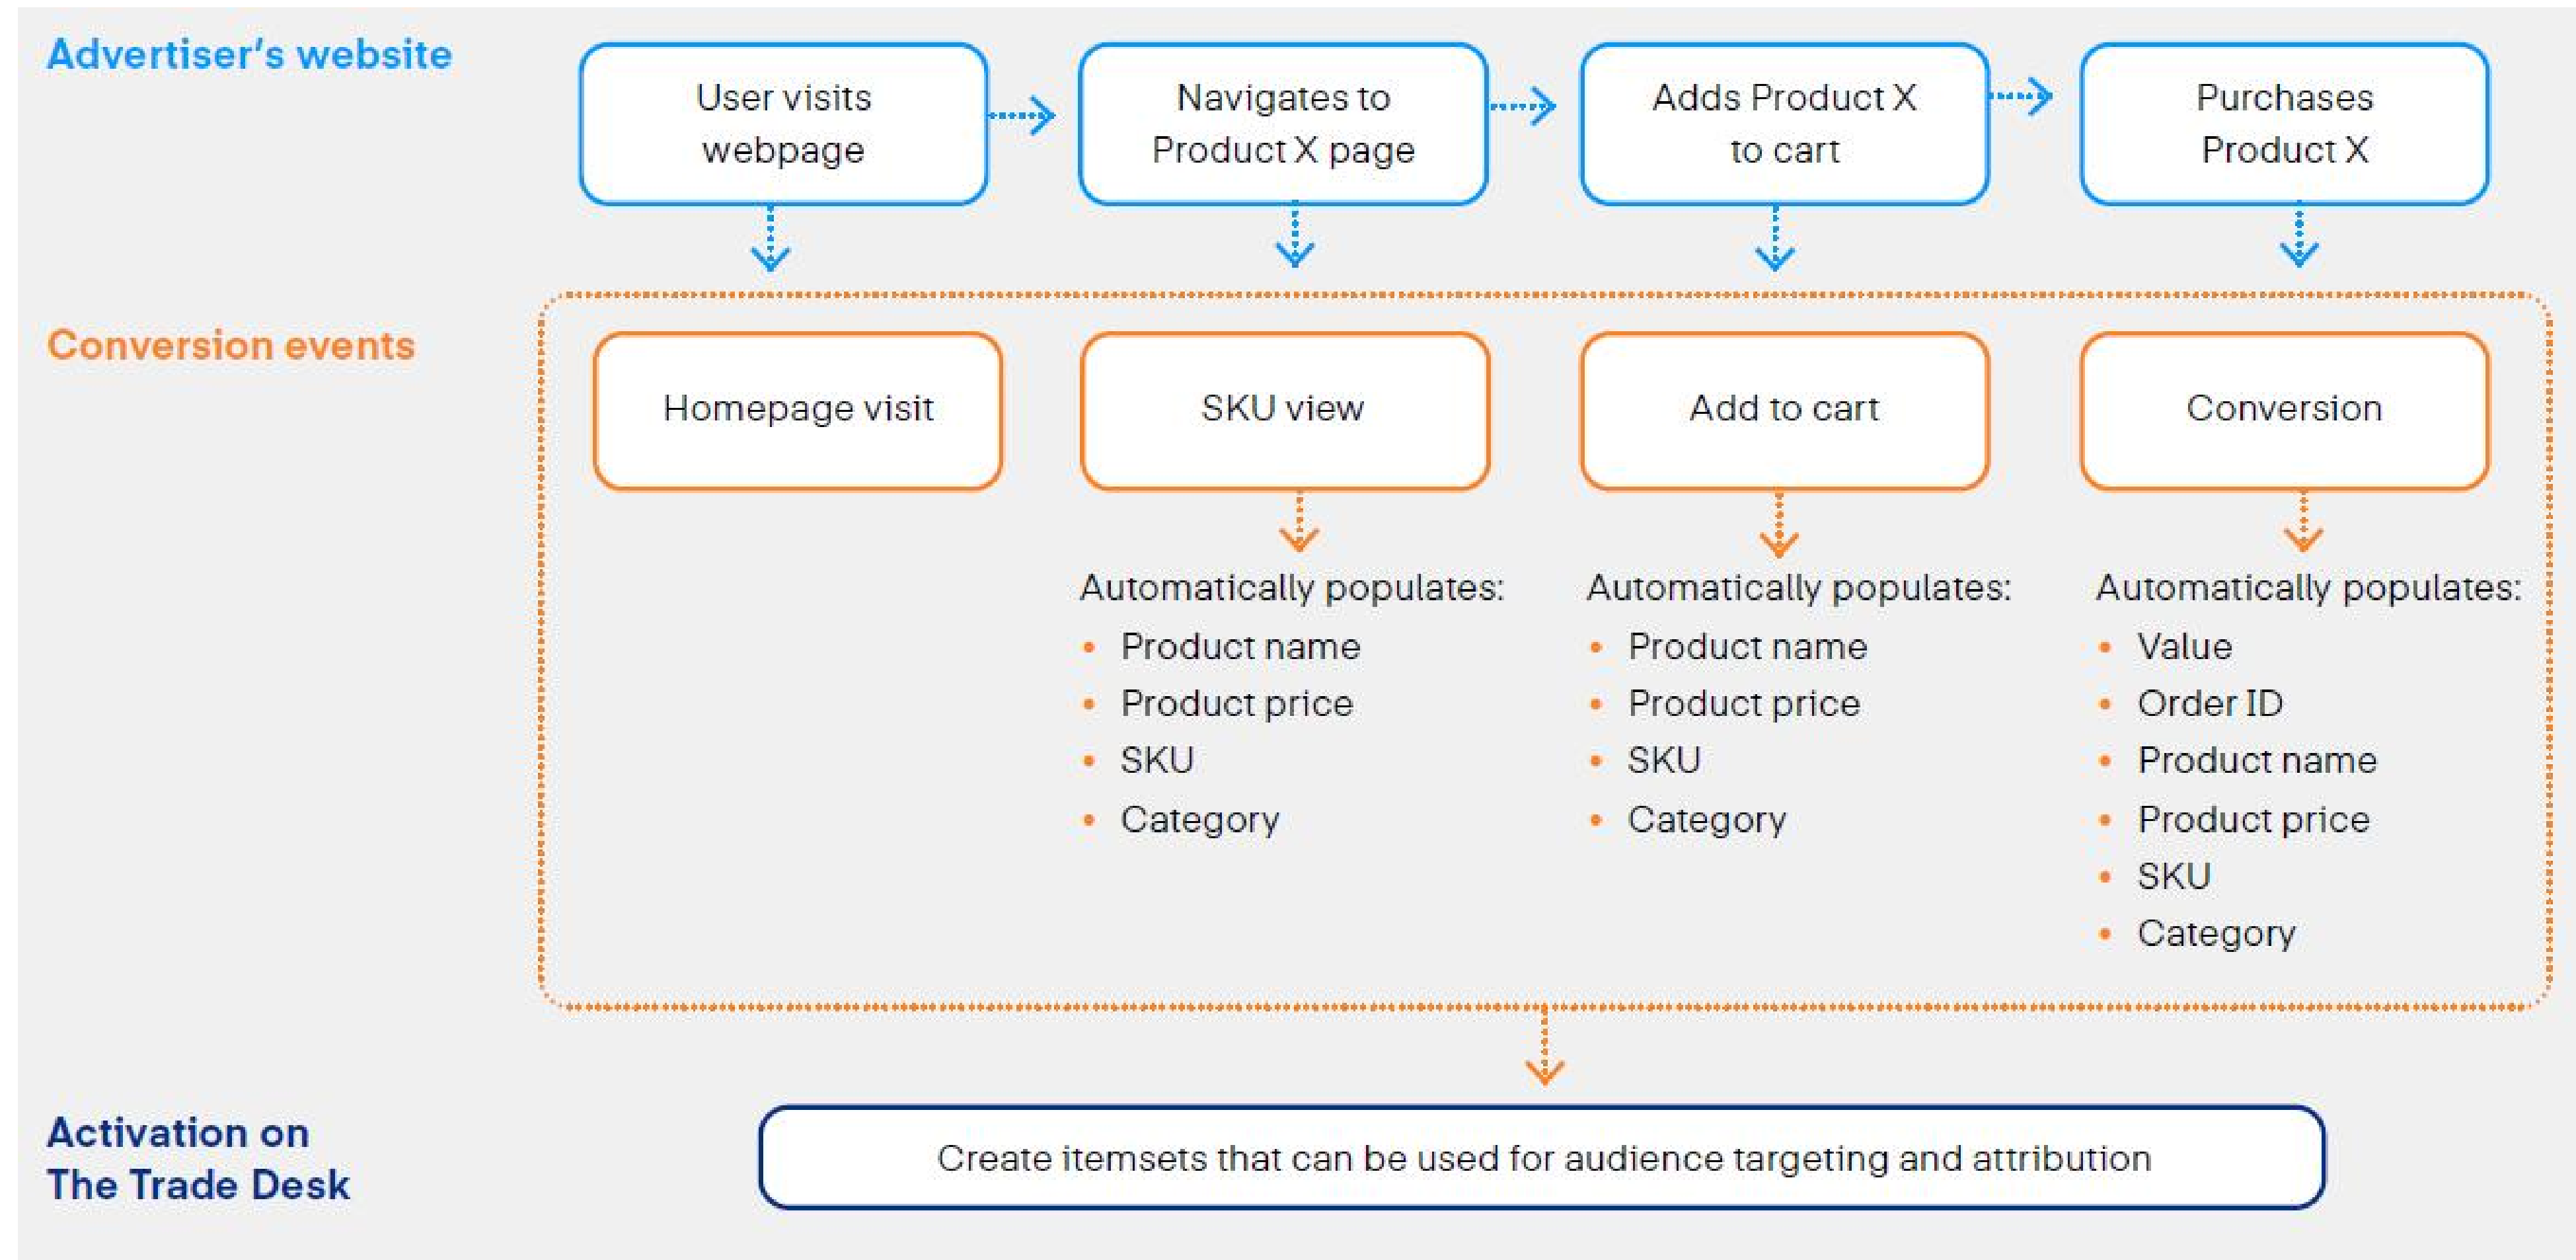 Advertiser's website
User visits
webpage
Navigates to
Product X page
Adds Product X
to cart
Purchases
Product X
Conversion events
Homepage visit
SKU view
Add to cart
Conversion
Automatically populates:
• Product name
• Product price
• SKU
• Category
Automatically populates:
• Product name
• Product price
• SKU
• Category
Automatically populates:
• Value
• Order ID
• Product name
• Product price
• SKU
• Category
Activation on
The Trade Desk
Create itemsets that can be used for audience targeting and attribution